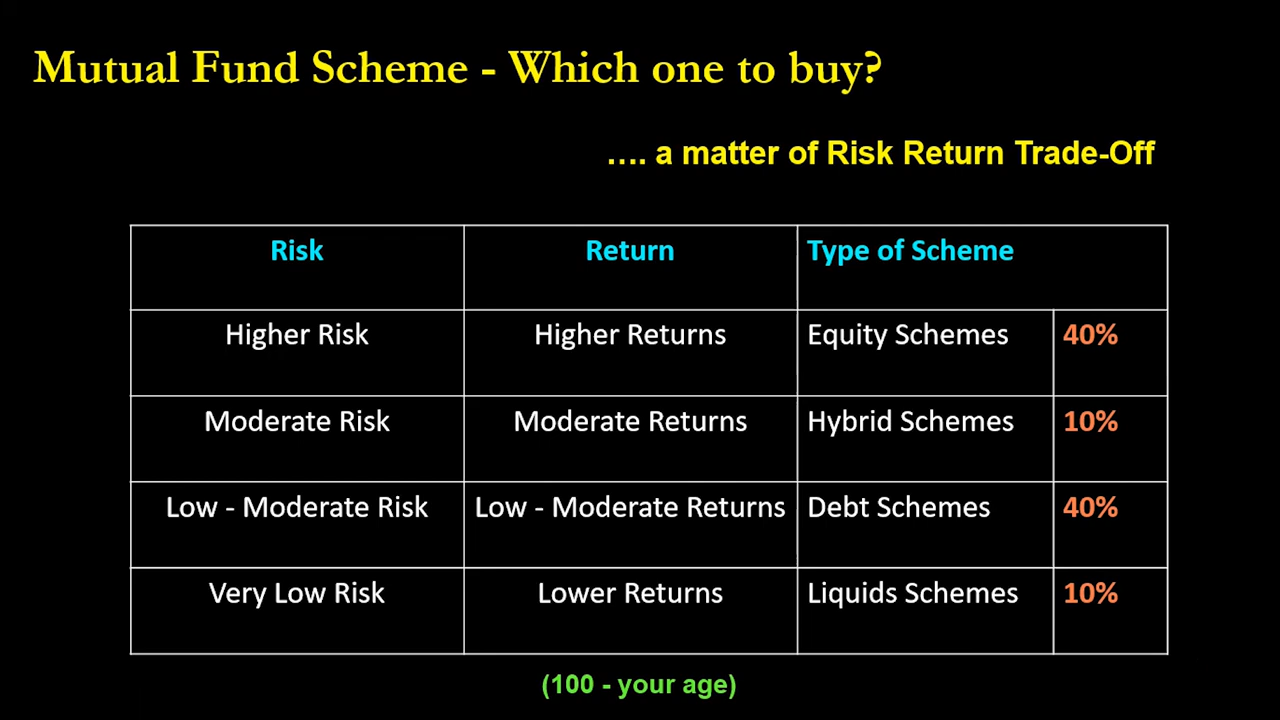 Mutual Fund Scheme - Which one to buy?
…. a matter of Risk Return Trade-Off
Risk Return Type of Scheme
Higher Risk Higher Returns Equity Schemes 40%
Moderate Risk Moderate Returns Hybrid Schemes 10%
Low - Moderate Risk Low - Moderate Returns Debt Schemes 40%
Very Low Risk Lower Returns Liquids Schemes 10%
(100 - your age)